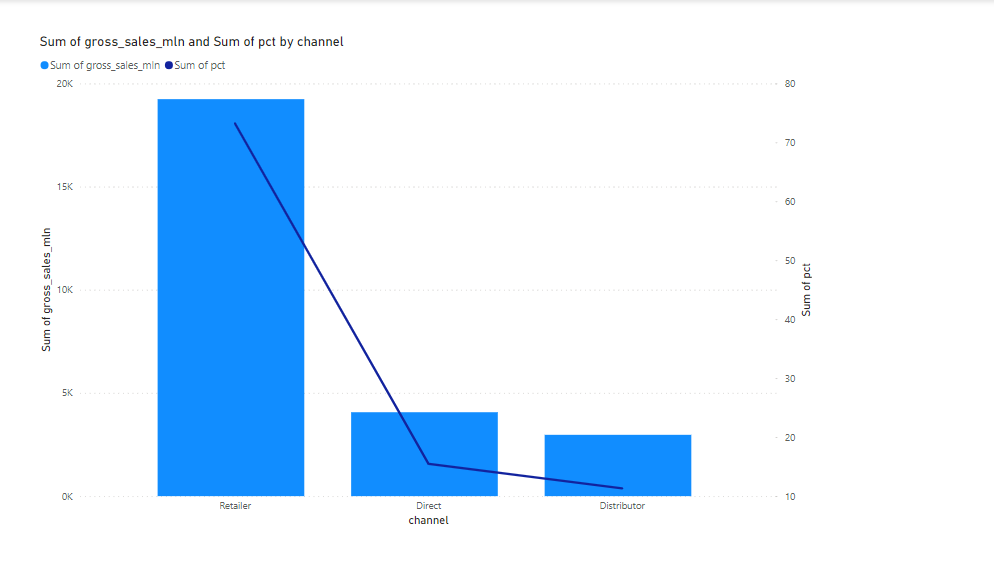 Sum of gross_sales_mln and Sum of pct by channel
Sum of gross_sales_mln Sum of pct
20K
15K
10K
5K
0K
Sum of gross_sales_mln
80
70
60
50
40
30
20
10
Sum of pct
Retailer Direct Distributor
channel